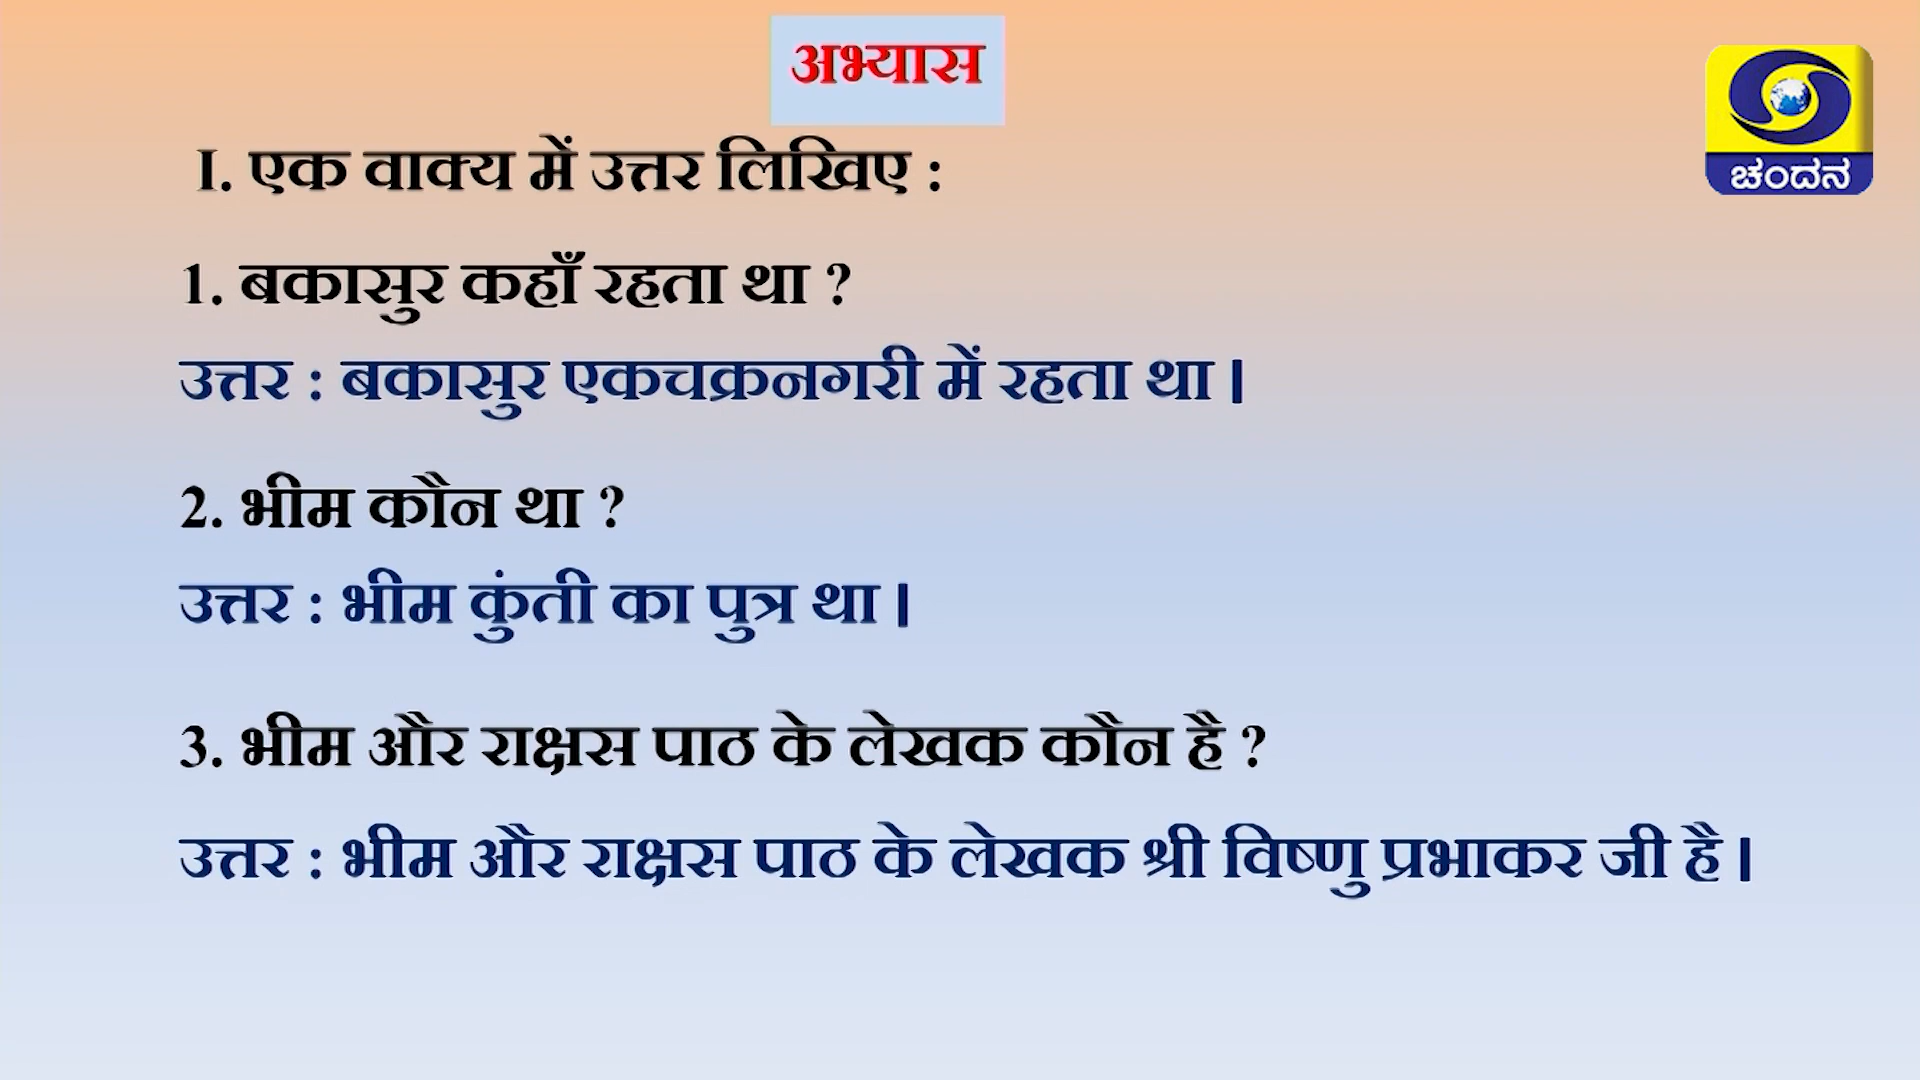 अभ्यास
ಚಂದನ
I. एक वाक्य में उत्तर लिखिए :
1. बकासुर कहाँ रहता था ?
उत्तर : बकासुर एकचक्रनगरी में रहता था ।
2. भीम कौन था ?
उत्तर : भीम कुंती का पुत्र था ।
3. भीम और राक्षस पाठ के लेखक कौन है ?
उत्तर : भीम और राक्षस पाठ के लेखक श्री विष्णु प्रभाकर जी है ।